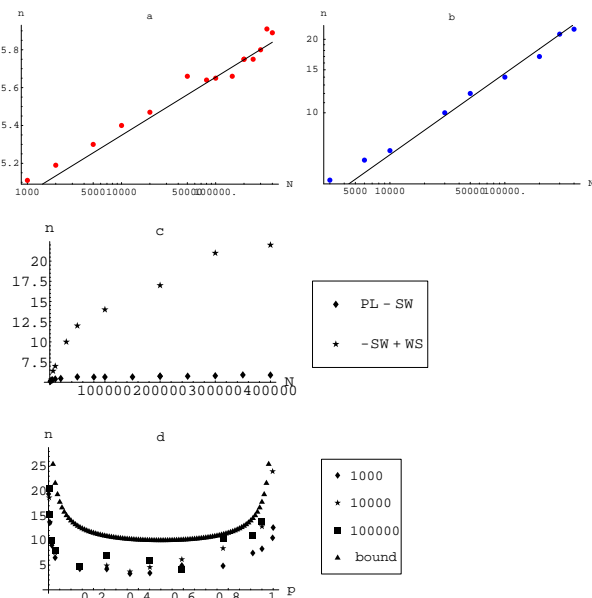 n a n b
5.8
5.6
5.4
5.2
1000 5000 10000 50000 100000. N
20
15
10
5000 10000 50000 100000. N
n c
20
17.5
15
12.5
10
7.5
100000 200000 300000 400000 N
PL - SW
-SW + WS
n d
25
20
15
10
5
0.2 0.4 0.6 0.8 1 p
1000
10000
100000
bound